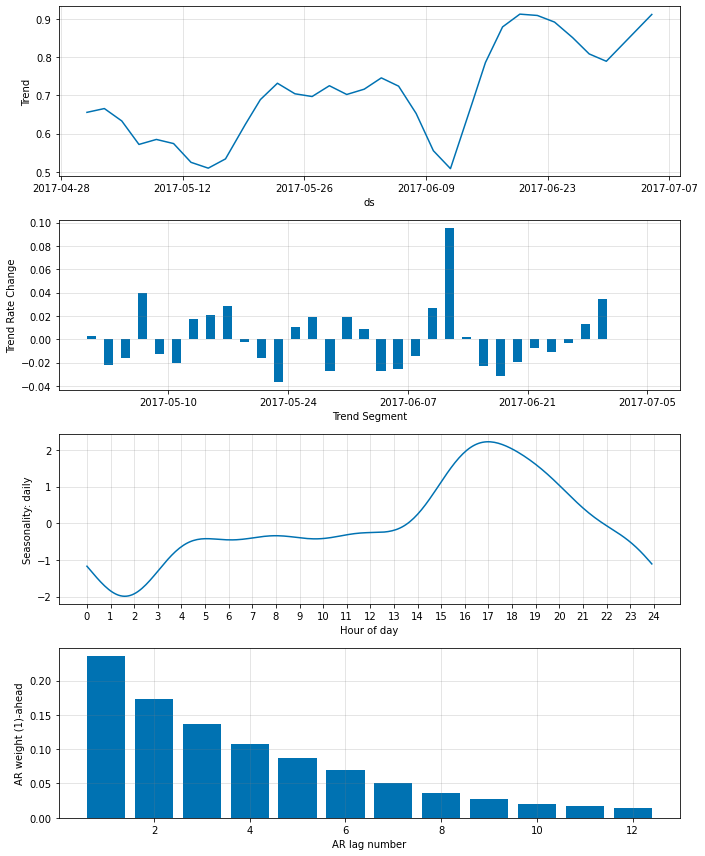 0.9
0.8
0.7
0.6
0.5
Trend
2017-04-28 2017-05-12 2017-05-26 2017-06-09 2017-06-23 2017-07-07
ds
0.10
0.08
0.06
0.04
0.02
0.00
−0.02
−0.04
Trend Rate Change
2017-05-10 2017-05-24 2017-06-07 2017-06-21 2017-07-05
Trend Segment
2
1
0
−1
−2
Seasonality: daily
0 1 2 3 4 5 6 7 8 9 10 11 12 13 14 15 16 17 18 19 20 21 22 23 24
Hour of day
0.20
0.15
0.10
0.05
0.00
AR weight (1)-ahead
2 4 6 8 10 12
AR lag number